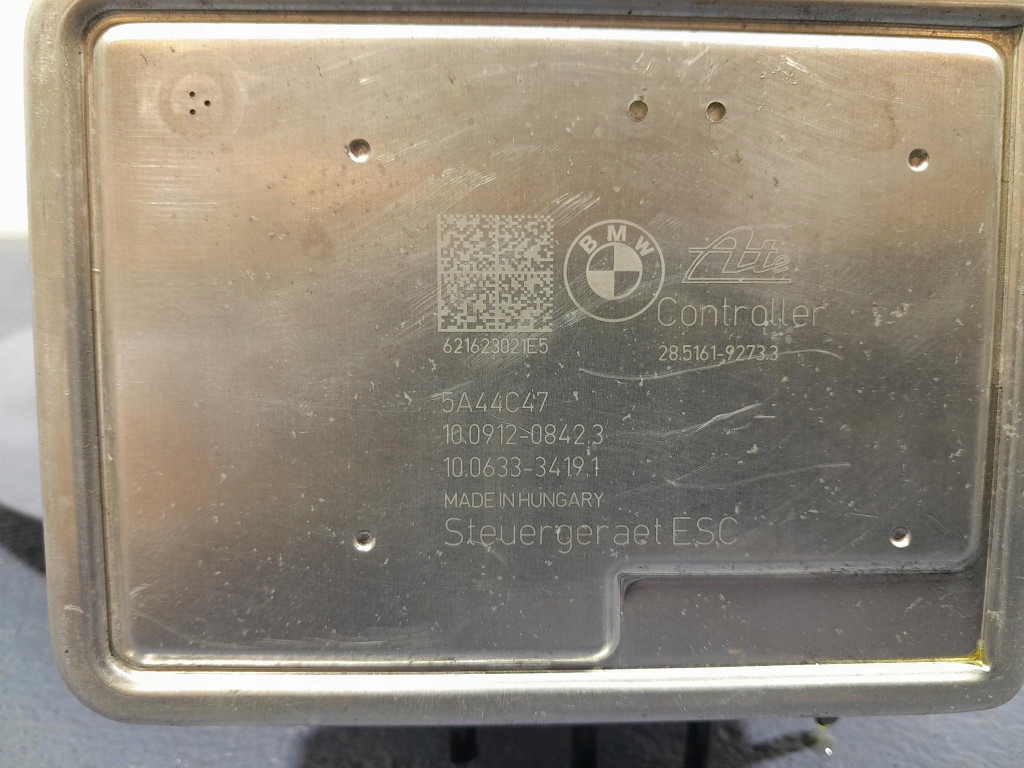 BMW
Ate
Controller
621623021E5
28.5161-9273.3
5A44C47
10.0912-0842.3
10.0633-3419.1
MADE IN HUNGARY
Steuergeraet ESC